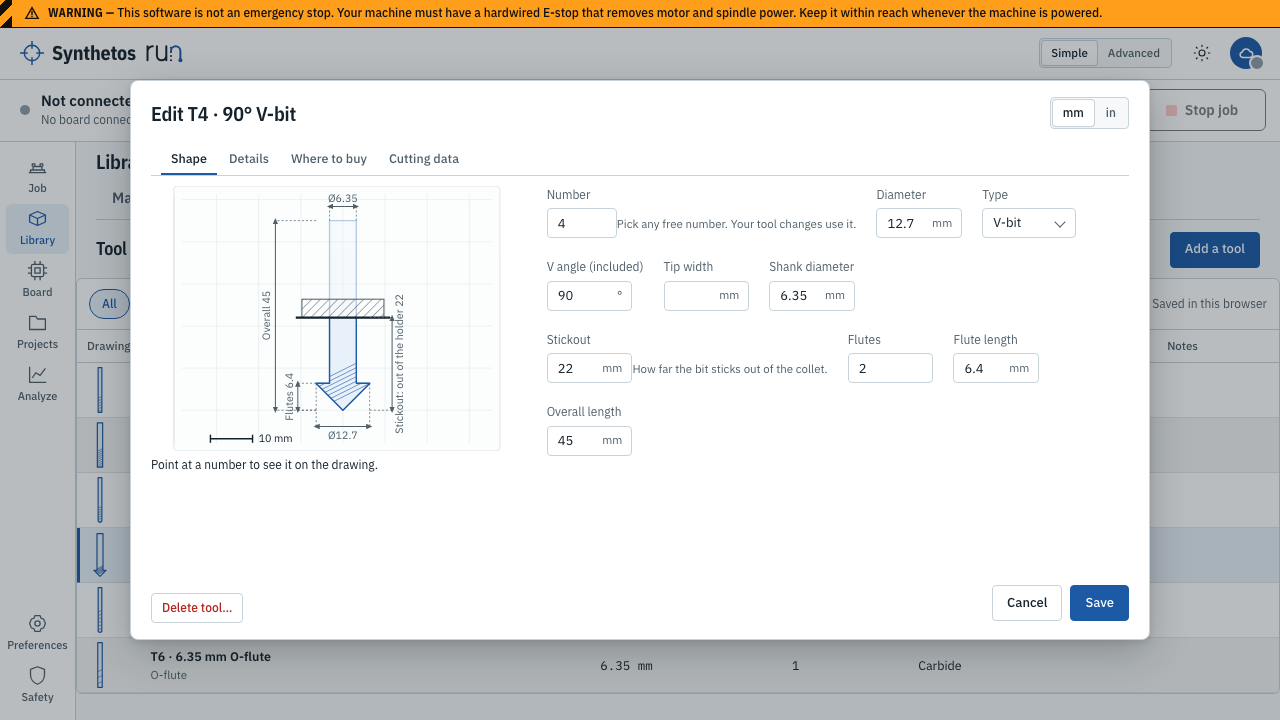 WARNING — This software is not an emergency stop. Your machine must have a hardwired E-stop that removes motor and spindle power. Keep it within reach whenever the machine is powered.
Synthetos run
Simple
Advanced
Not connecte
No board connec
Stop job
Job
Library
Board
Projects
Analyze
Preferences
Safety
Libra
Ma
Tool
Add a tool
All
Saved in this browser
Drawing
Notes
Edit T4 · 90° V-bit
mm
in
Shape
Details
Where to buy
Cutting data
Ø6.35
Overall 45
Flutes 6.4
Stickout: out of the holder 22
Ø12.7
10 mm
Point at a number to see it on the drawing.
Number
4
Pick any free number. Your tool changes use it.
Diameter
12.7 mm
Type
V-bit
V angle (included)
90 °
Tip width
mm
Shank diameter
6.35 mm
Stickout
22 mm
How far the bit sticks out of the collet.
Flutes
2
Flute length
6.4 mm
Overall length
45 mm
Delete tool...
Cancel
Save
T6 · 6.35 mm O-flute
O-flute
6.35 mm
1
Carbide